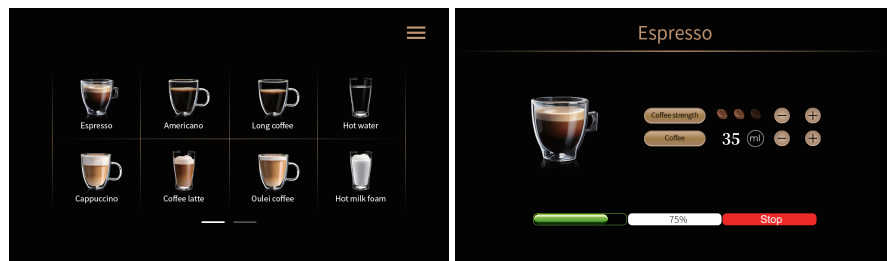 Espresso Americano Long coffee Hot water
Cappuccino Coffee latte Oulei coffee Hot milk foam
Espresso
Coffee strength
Coffee 35 ml
75% Stop